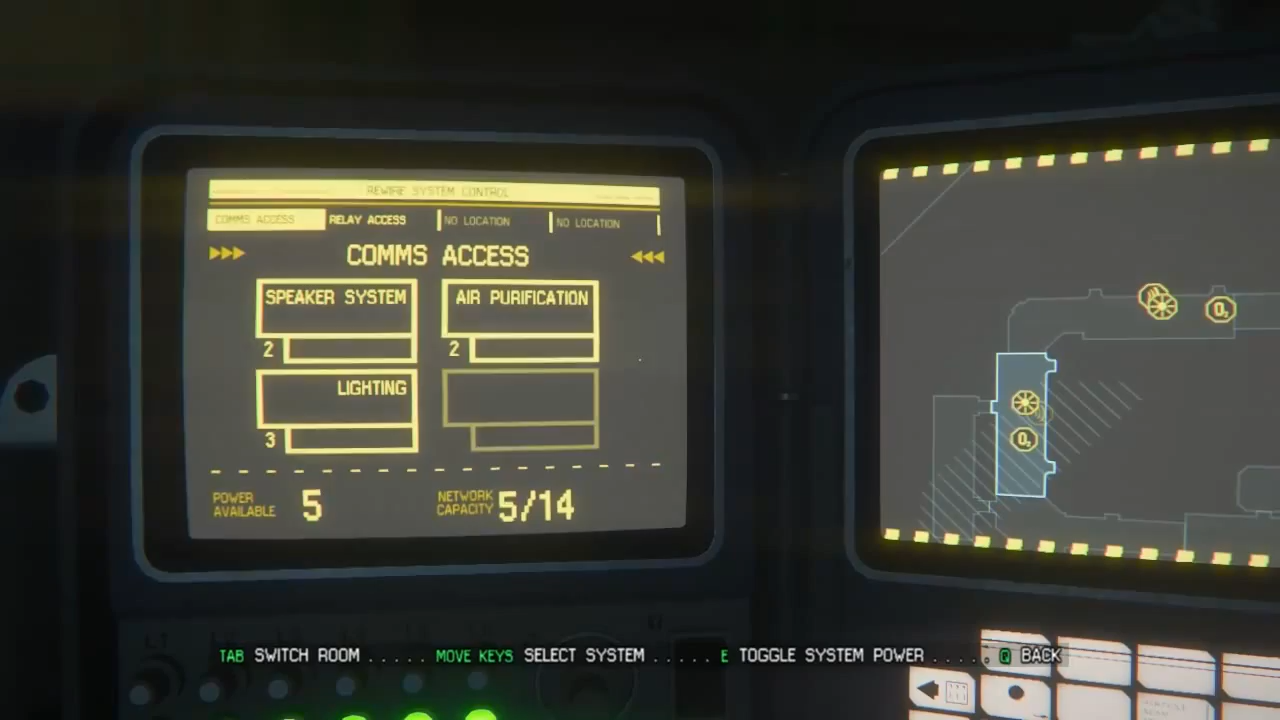 REWIRE SYSTEM CONTROL
COMMS ACCESS RELAY ACCESS NO LOCATION NO LOCATION
COMMS ACCESS
SPEAKER SYSTEM AIR PURIFICATION
2 2
LIGHTING
3
POWER AVAILABLE 5 NETWORK CAPACITY 5/14
O₂
O₂
TAB SWITCH ROOM ..... MOVE KEYS SELECT SYSTEM ..... E TOGGLE SYSTEM POWER ..... Q BACK